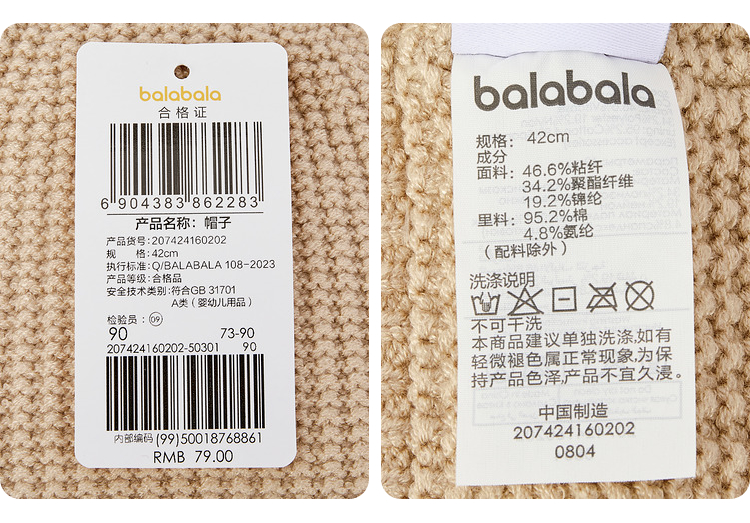 balabala
合格证
6 904383 862283
产品名称：帽子
产品货号：207424160202
规　　格：42cm
执行标准：Q/BALABALA 108-2023
产品等级：合格品
安全技术类别：符合GB 31701
A类（婴幼儿用品）
检验员：09
90 73-90
207424160202-50301 90
内部编码 (99)50018768861
RMB 79.00
balabala
规格： 42cm
成分
面料：46.6%粘纤
34.2%聚酯纤维
19.2%锦纶
里料：95.2%棉
4.8%氨纶
（配料除外）
洗涤说明
不可干洗
本商品建议单独洗涤，如有
轻微褪色属正常现象，为保
持产品色泽，产品不宜久浸。
中国制造
207424160202
0804